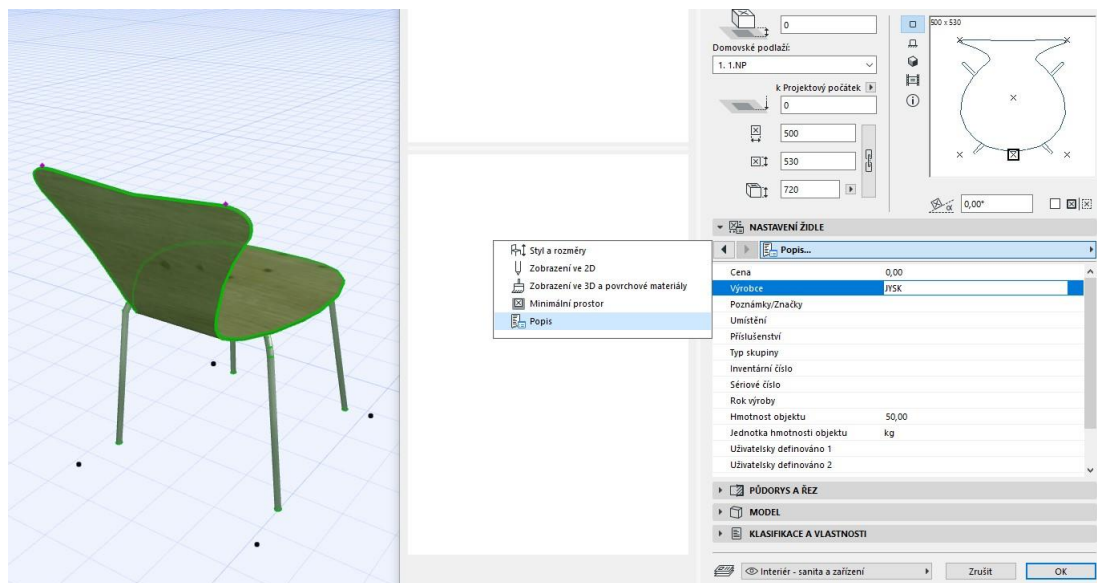 0
500 x 530
Domovské podlaží:
1. 1.NP
k Projektový počátek
0
500
530
720
α 0,00°
NASTAVENÍ ŽIDLE
Popis...
Styl a rozměry
Zobrazení ve 2D
Zobrazení ve 3D a povrchové materiály
Minimální prostor
Popis
Cena 0,00
Výrobce JYSK
Poznámky/Značky
Umístění
Příslušenství
Typ skupiny
Inventární číslo
Sériové číslo
Rok výroby
Hmotnost objektu 50,00
Jednotka hmotnosti objektu kg
Uživatelsky definováno 1
Uživatelsky definováno 2
PŮDORYS A ŘEZ
MODEL
KLASIFIKACE A VLASTNOSTI
Interiér - sanita a zařízení
Zrušit
OK